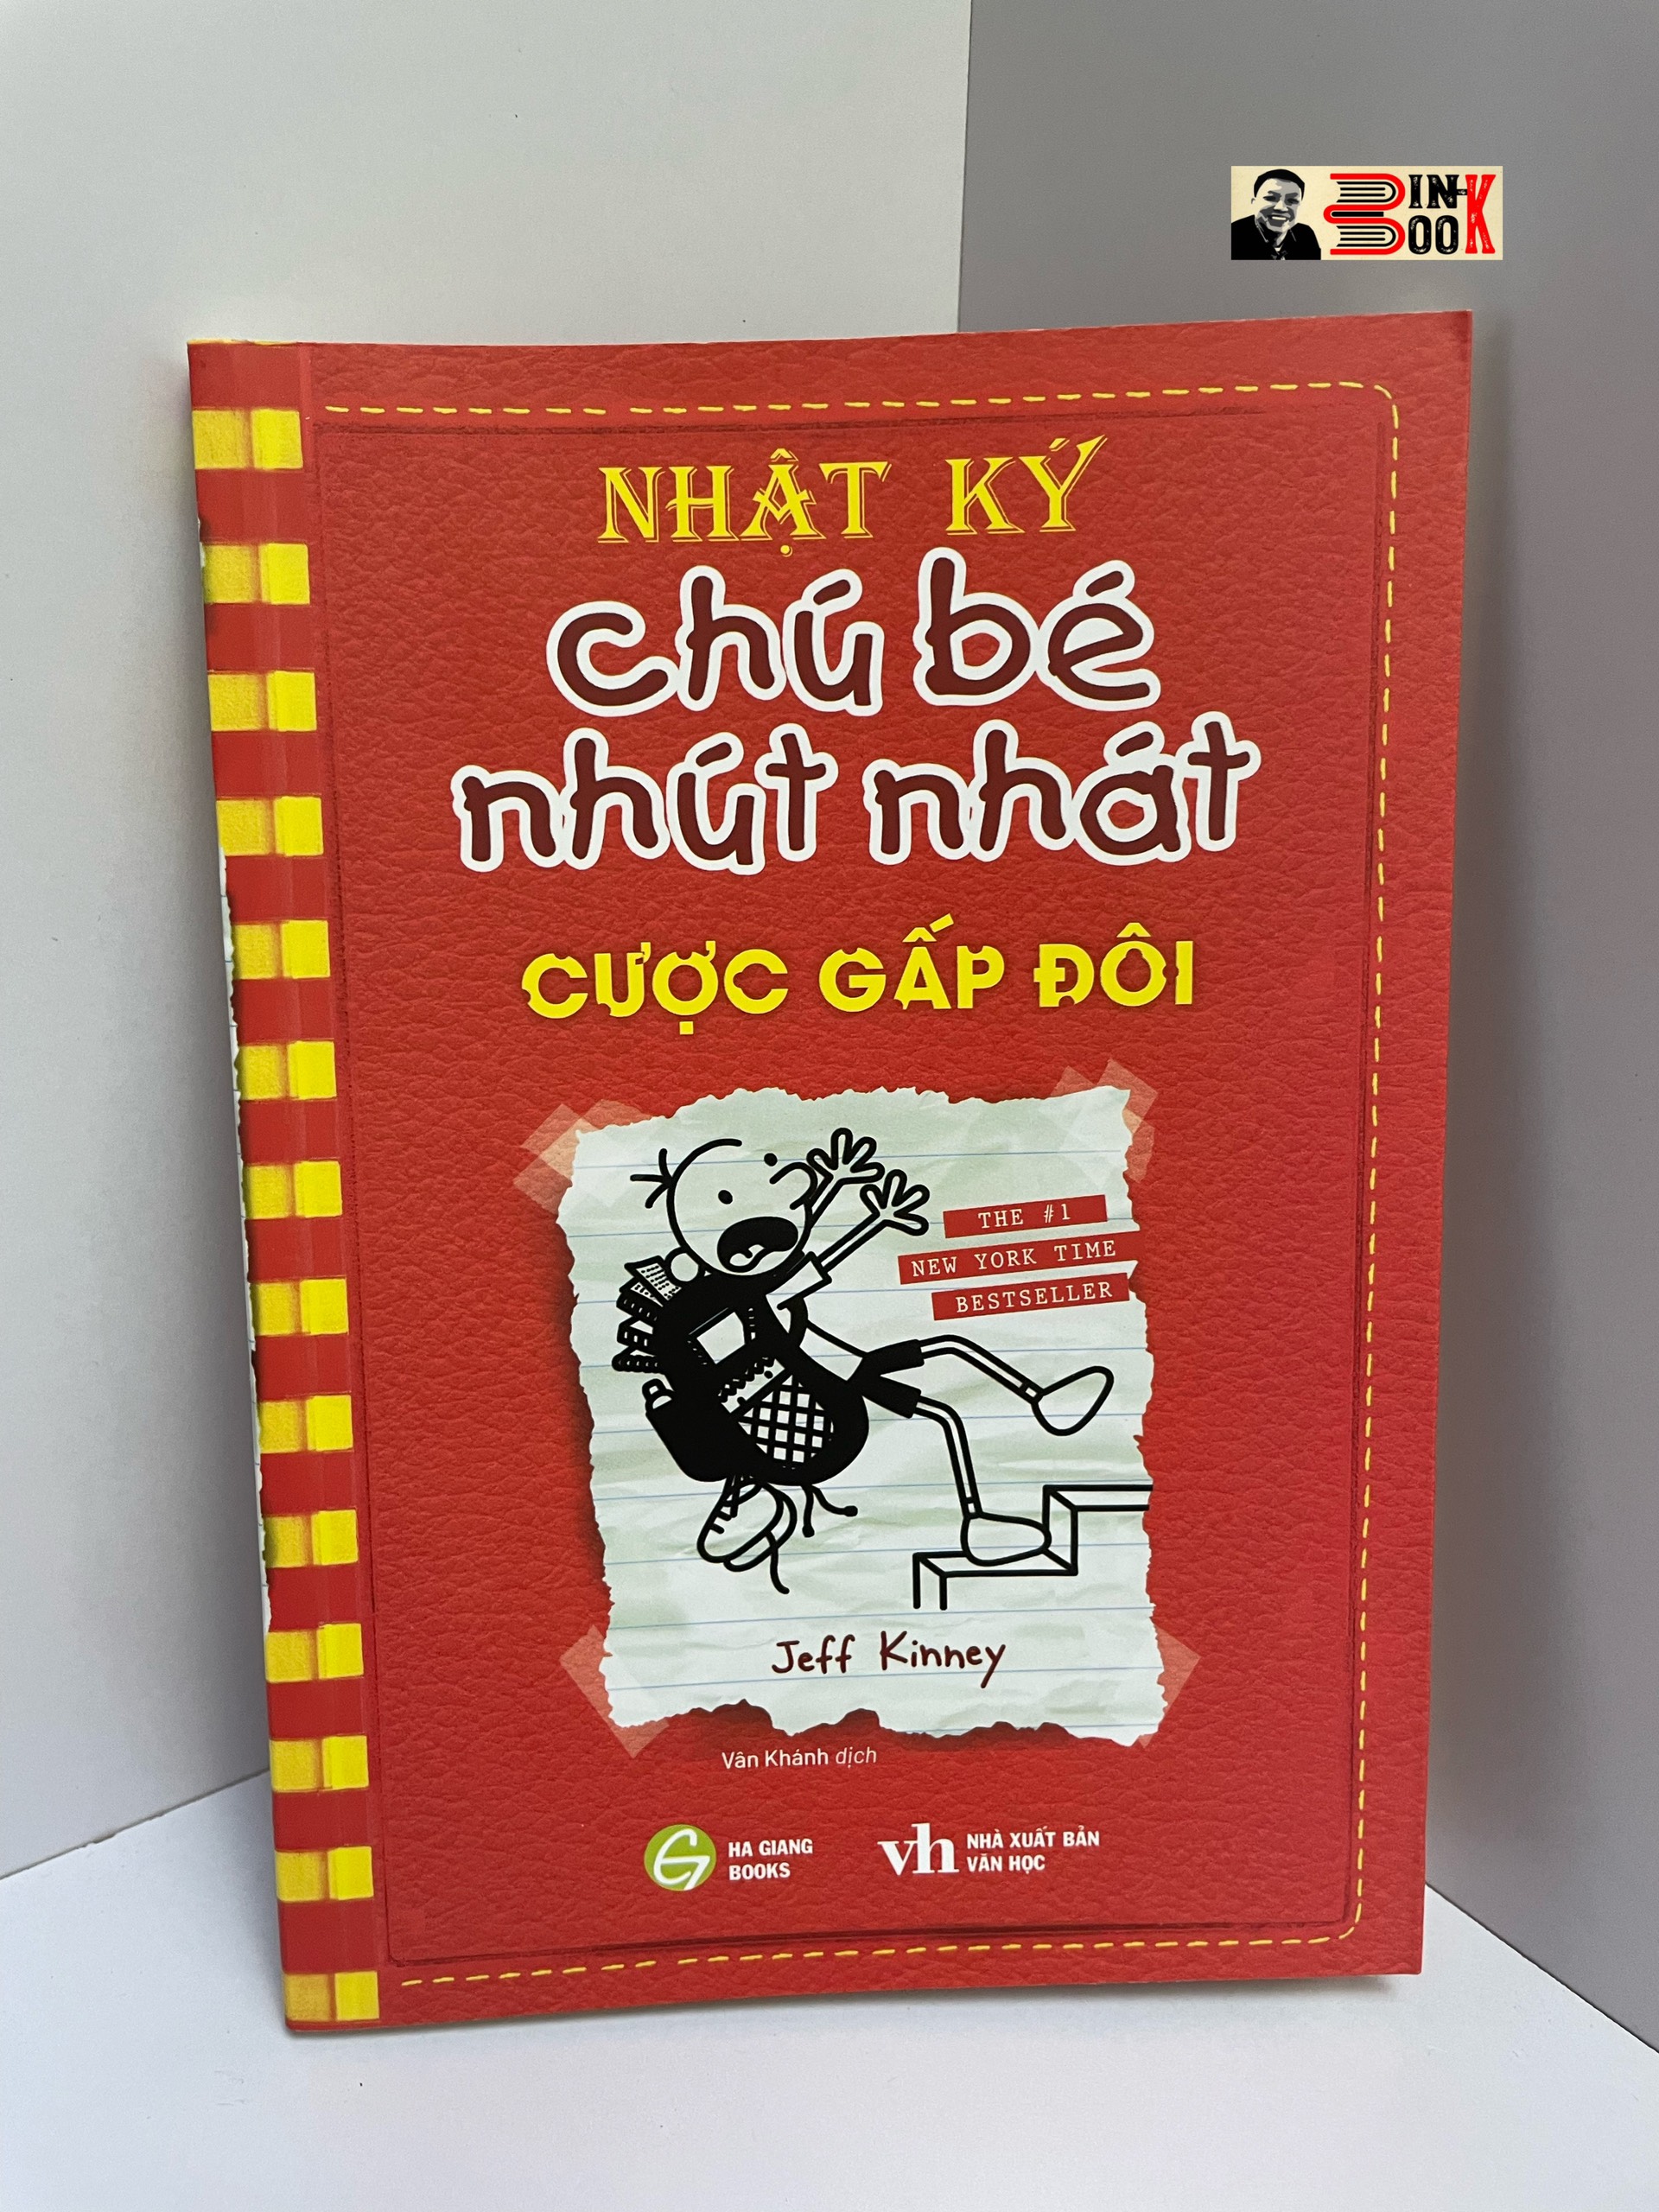 BIN-BOOK
NHẬT KÝ
chú bé
nhút nhát
CƯỢC GẤP ĐÔI
THE #1
NEW YORK TIME
BESTSELLER
Jeff Kinney
Vân Khánh dịch
HA GIANG
BOOKS
vh
NHÀ XUẤT BẢN
VĂN HỌC